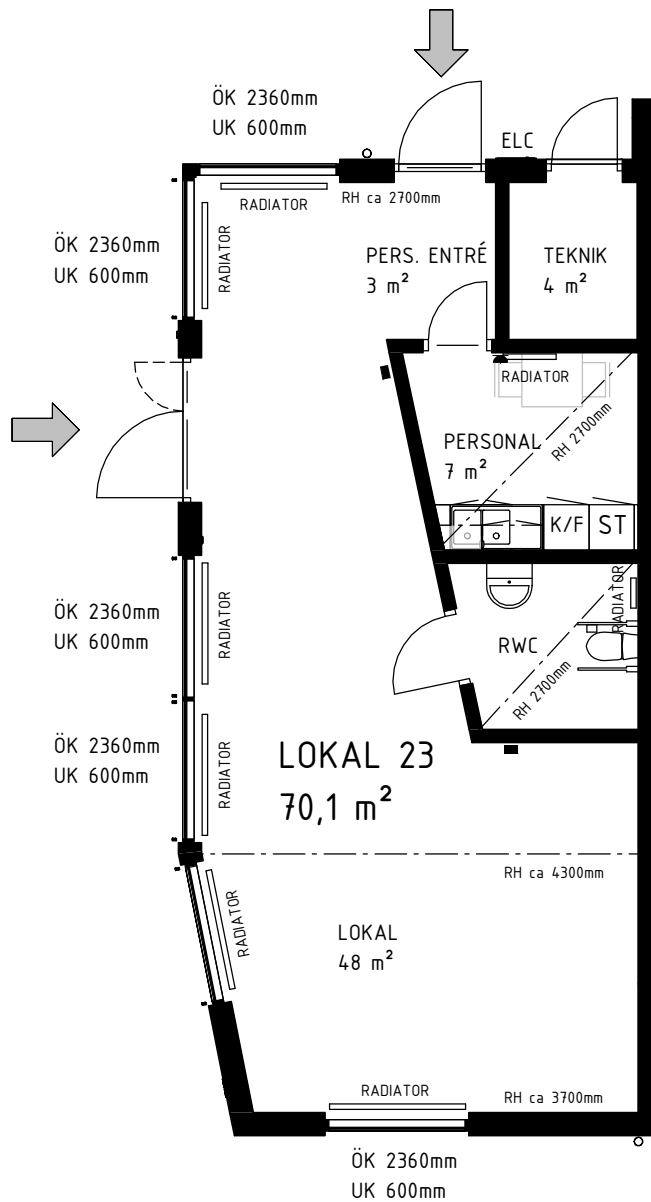 ÖK 2360mm
UK 600mm
ELC
RADIATOR
RH ca 2700mm
RADIATOR
ÖK 2360mm
UK 600mm
PERS. ENTRÉ
3 m²
TEKNIK
4 m²
RADIATOR
RH 2700mm
PERSONAL
7 m²
K/F
ST
RADIATOR
ÖK 2360mm
UK 600mm
RADIATOR
RWC
RH 2700mm
ÖK 2360mm
UK 600mm
RADIATOR
LOKAL 23
70,1 m²
RH ca 4300mm
RADIATOR
LOKAL
48 m²
RADIATOR
RH ca 3700mm
ÖK 2360mm
UK 600mm